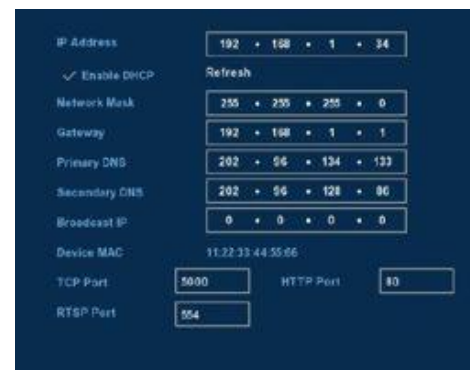 IP Address 192 . 168 . 1 . 34
Enable DHCP Refresh
Network Mask 255 . 255 . 255 . 0
Gateway 192 . 168 . 1 . 1
Primary DNS 202 . 96 . 134 . 133
Secondary DNS 202 . 96 . 128 . 86
Broadcast IP 0 . 0 . 0 . 0
Device MAC 11:22:33:44:55:66
TCP Port 5000 HTTP Port 80
RTSP Port 554